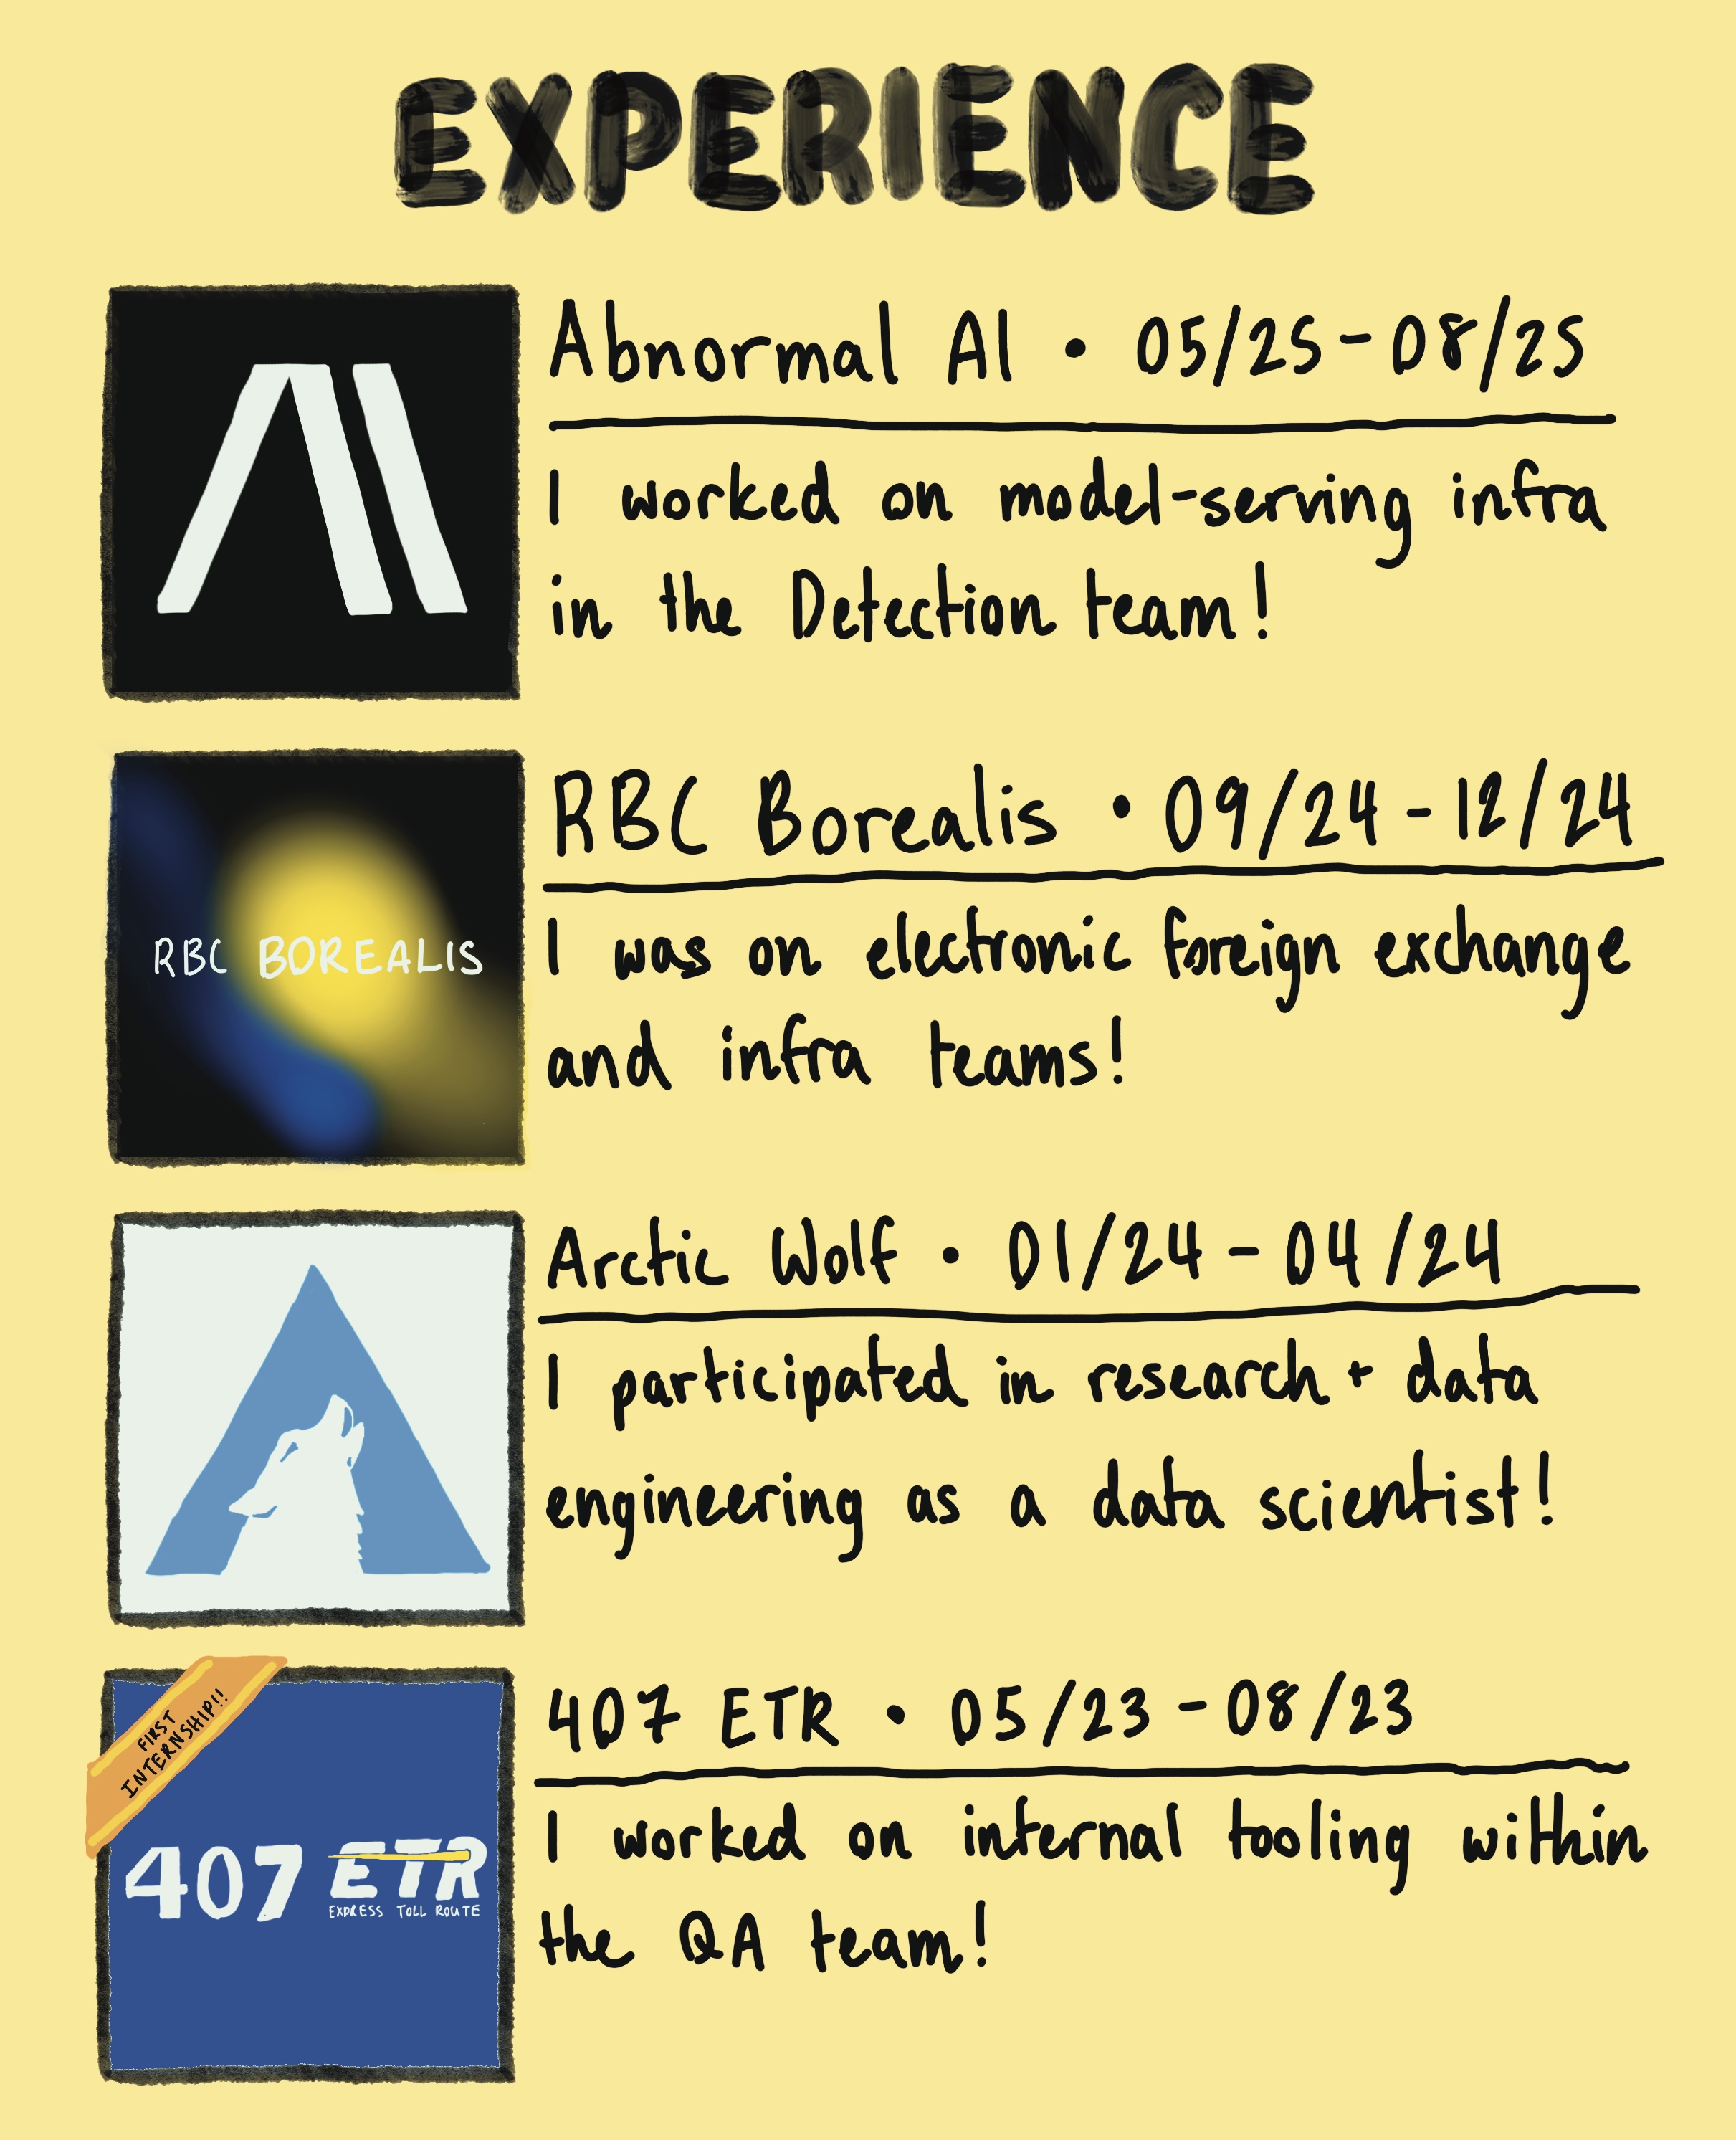 EXPERIENCE
Abnormal AI • 05/25 - 08/25
I worked on model-serving infra
in the Detection team!
RBC BOREALIS
RBC Borealis • 09/24 - 12/24
I was on electronic foreign exchange
and infra teams!
Arctic Wolf • 01/24 - 04/24
I participated in research + data
engineering as a data scientist!
FIRST
INTERNSHIP!!
407 ETR
EXPRESS TOLL ROUTE
407 ETR • 05/23 - 08/23
I worked on internal tooling within
the QA team!